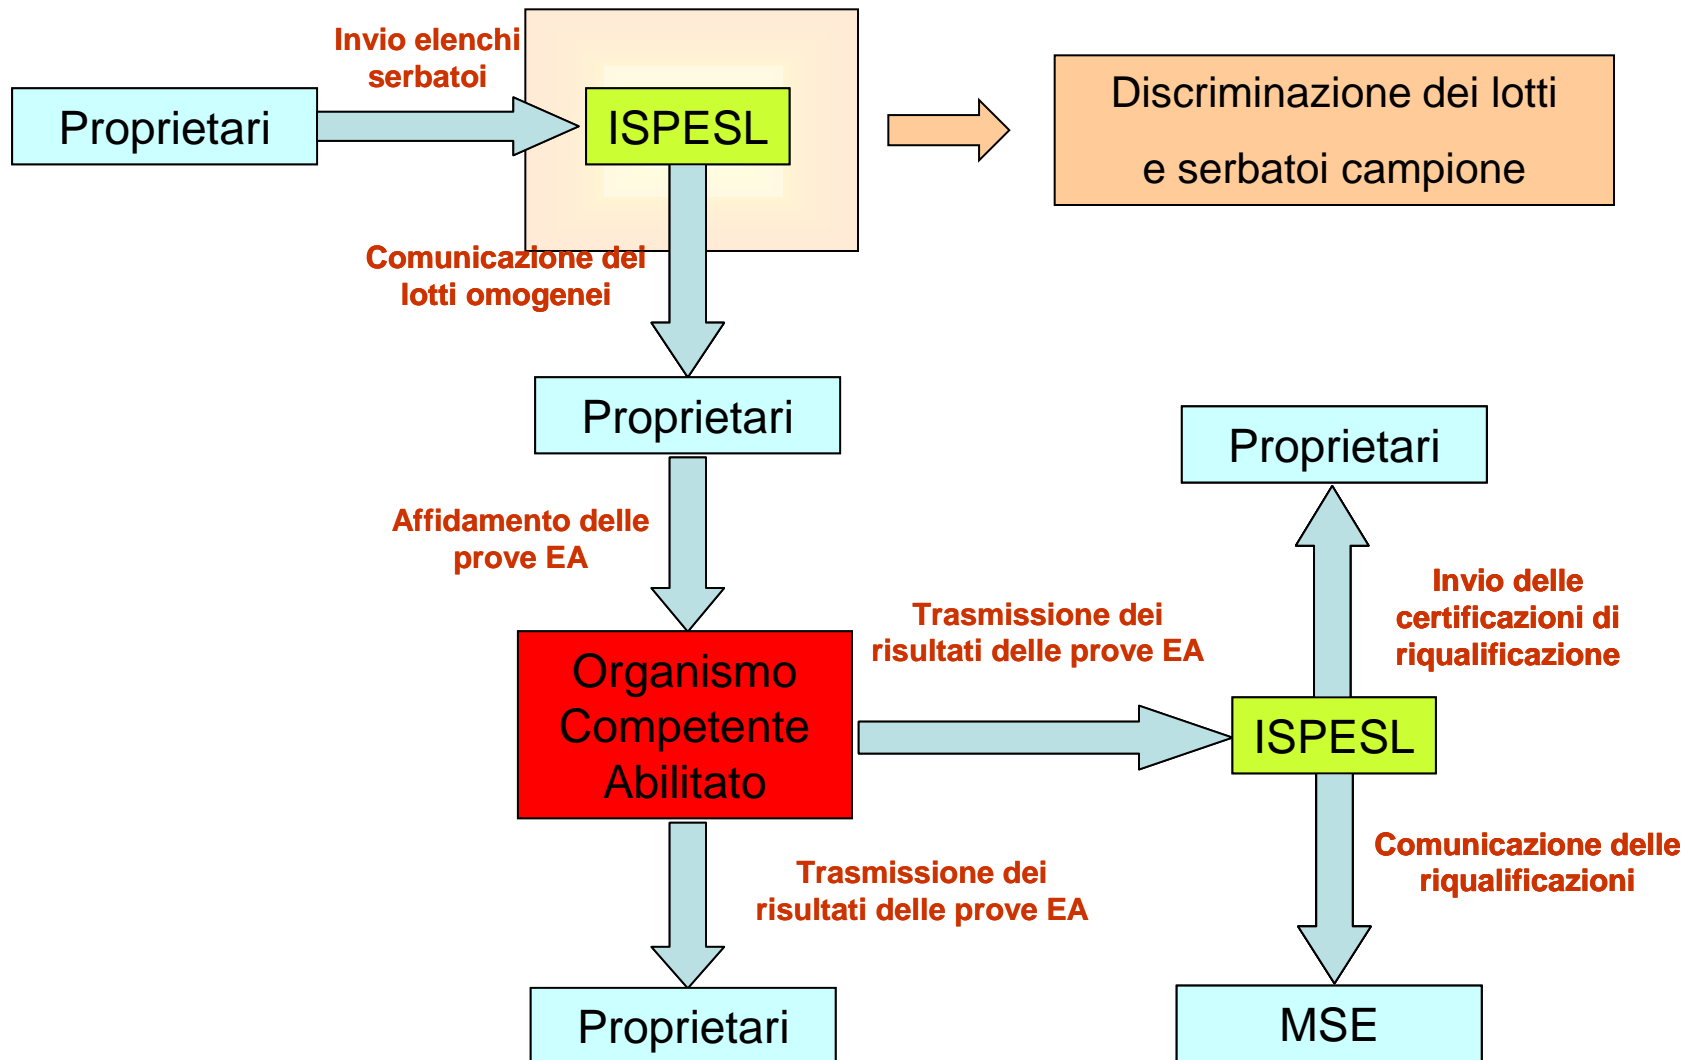 Invio elenchi
serbatoi
Proprietari
ISPESL
Discriminazione dei lotti
e serbatoi campione
Comunicazione dei
lotti omogenei
Proprietari
Proprietari
Affidamento delle
prove EA
Organismo
Competente
Abilitato
Trasmissione dei
risultati delle prove EA
Invio delle
certificazioni di
riqualificazione
ISPESL
Trasmissione dei
risultati delle prove EA
Comunicazione delle
riqualificazioni
Proprietari
MSE